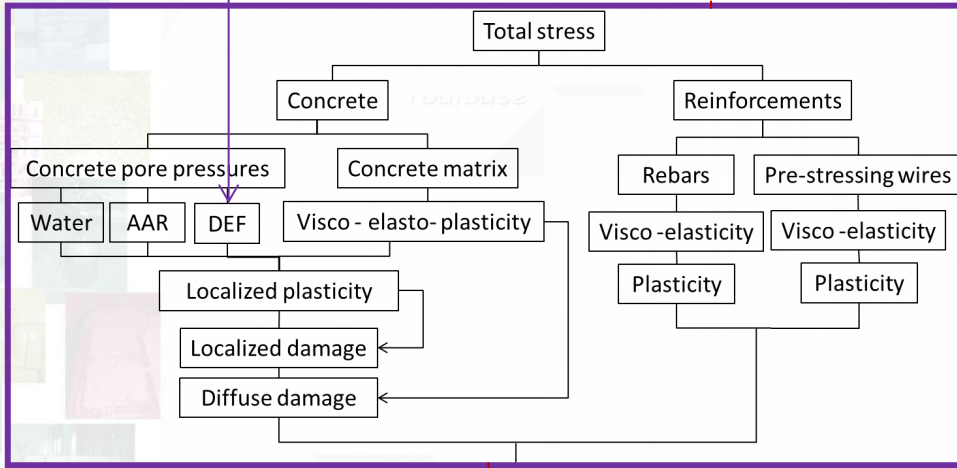 Total stress
Concrete
Reinforcements
Concrete pore pressures
Concrete matrix
Rebars
Pre-stressing wires
Water
AAR
DEF
Visco - elasto- plasticity
Visco -elasticity
Visco -elasticity
Localized plasticity
Plasticity
Plasticity
Localized damage
Diffuse damage